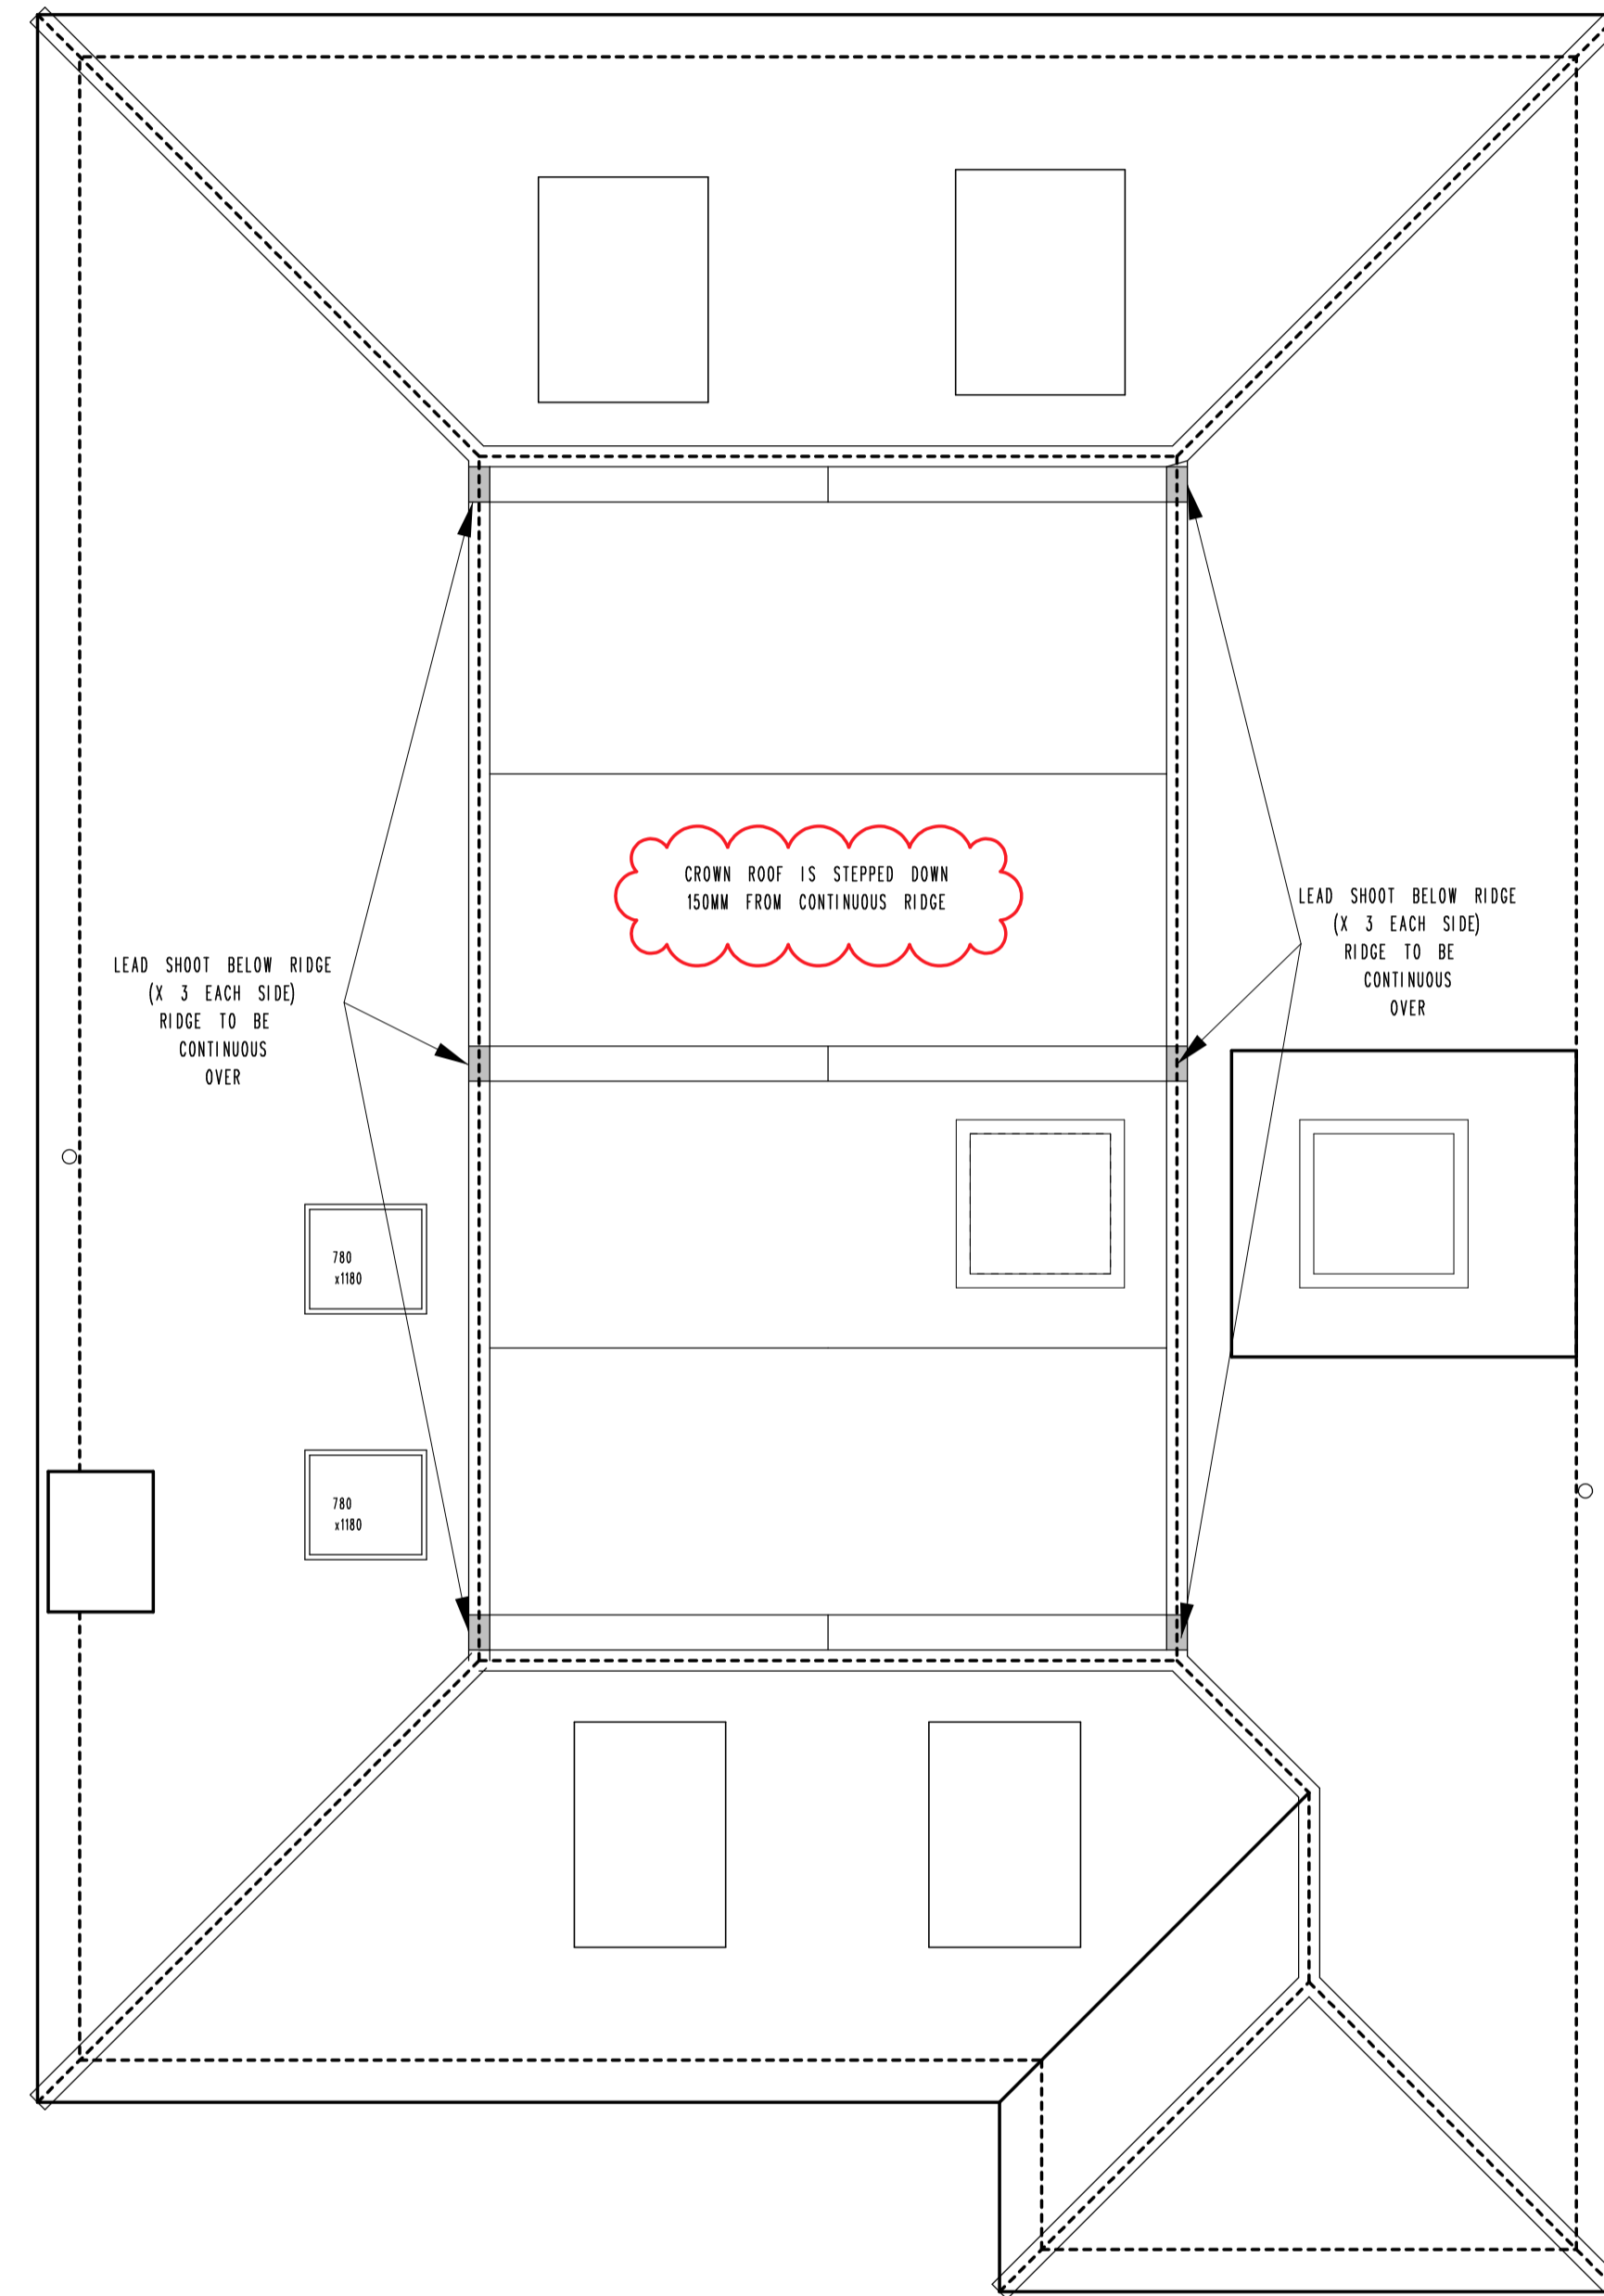 CROWN ROOF IS STEPPED DOWN
150MM FROM CONTINUOUS RIDGE
LEAD SHOOT BELOW RIDGE
(X 3 EACH SIDE)
RIDGE TO BE
CONTINUOUS
OVER
LEAD SHOOT BELOW RIDGE
(X 3 EACH SIDE)
RIDGE TO BE
CONTINUOUS
OVER
780
x1180
780
x1180